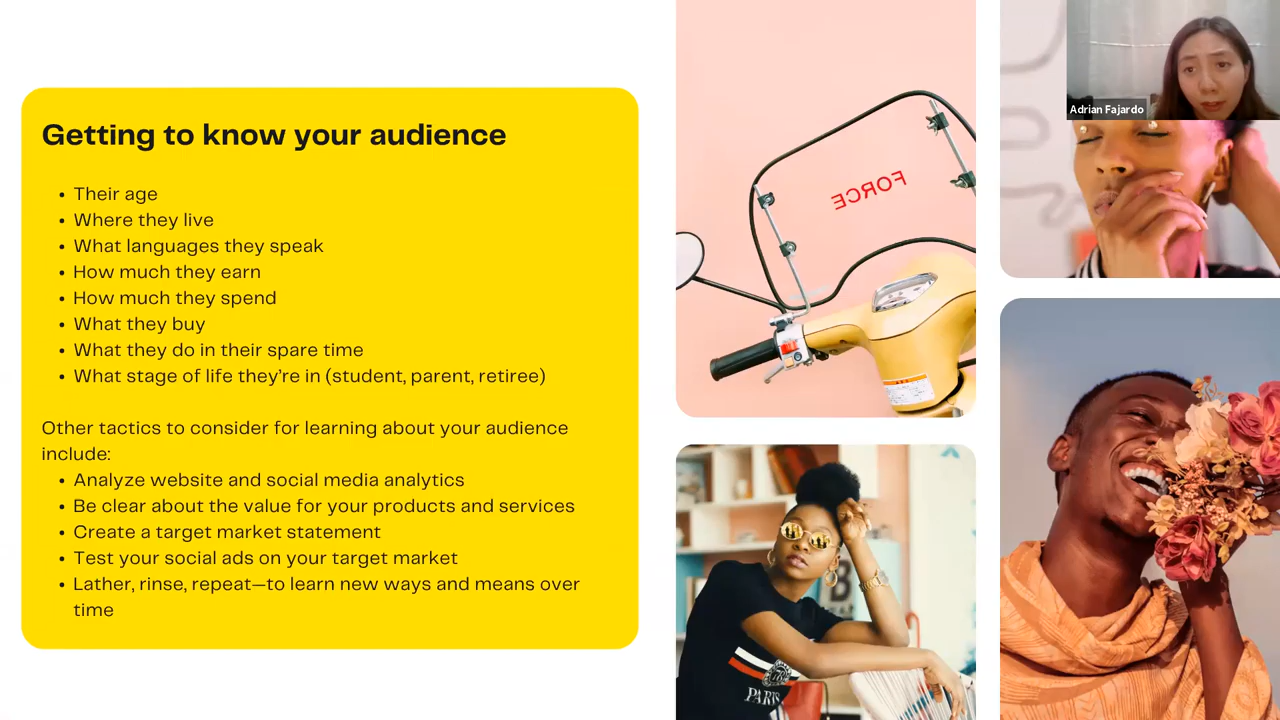 Getting to know your audience
• Their age
• Where they live
• What languages they speak
• How much they earn
• How much they spend
• What they buy
• What they do in their spare time
• What stage of life they're in (student, parent, retiree)
Other tactics to consider for learning about your audience
include:
• Analyze website and social media analytics
• Be clear about the value for your products and services
• Create a target market statement
• Test your social ads on your target market
• Lather, rinse, repeat—to learn new ways and means over
time
FORCE
Adrian Fajardo
PARIS